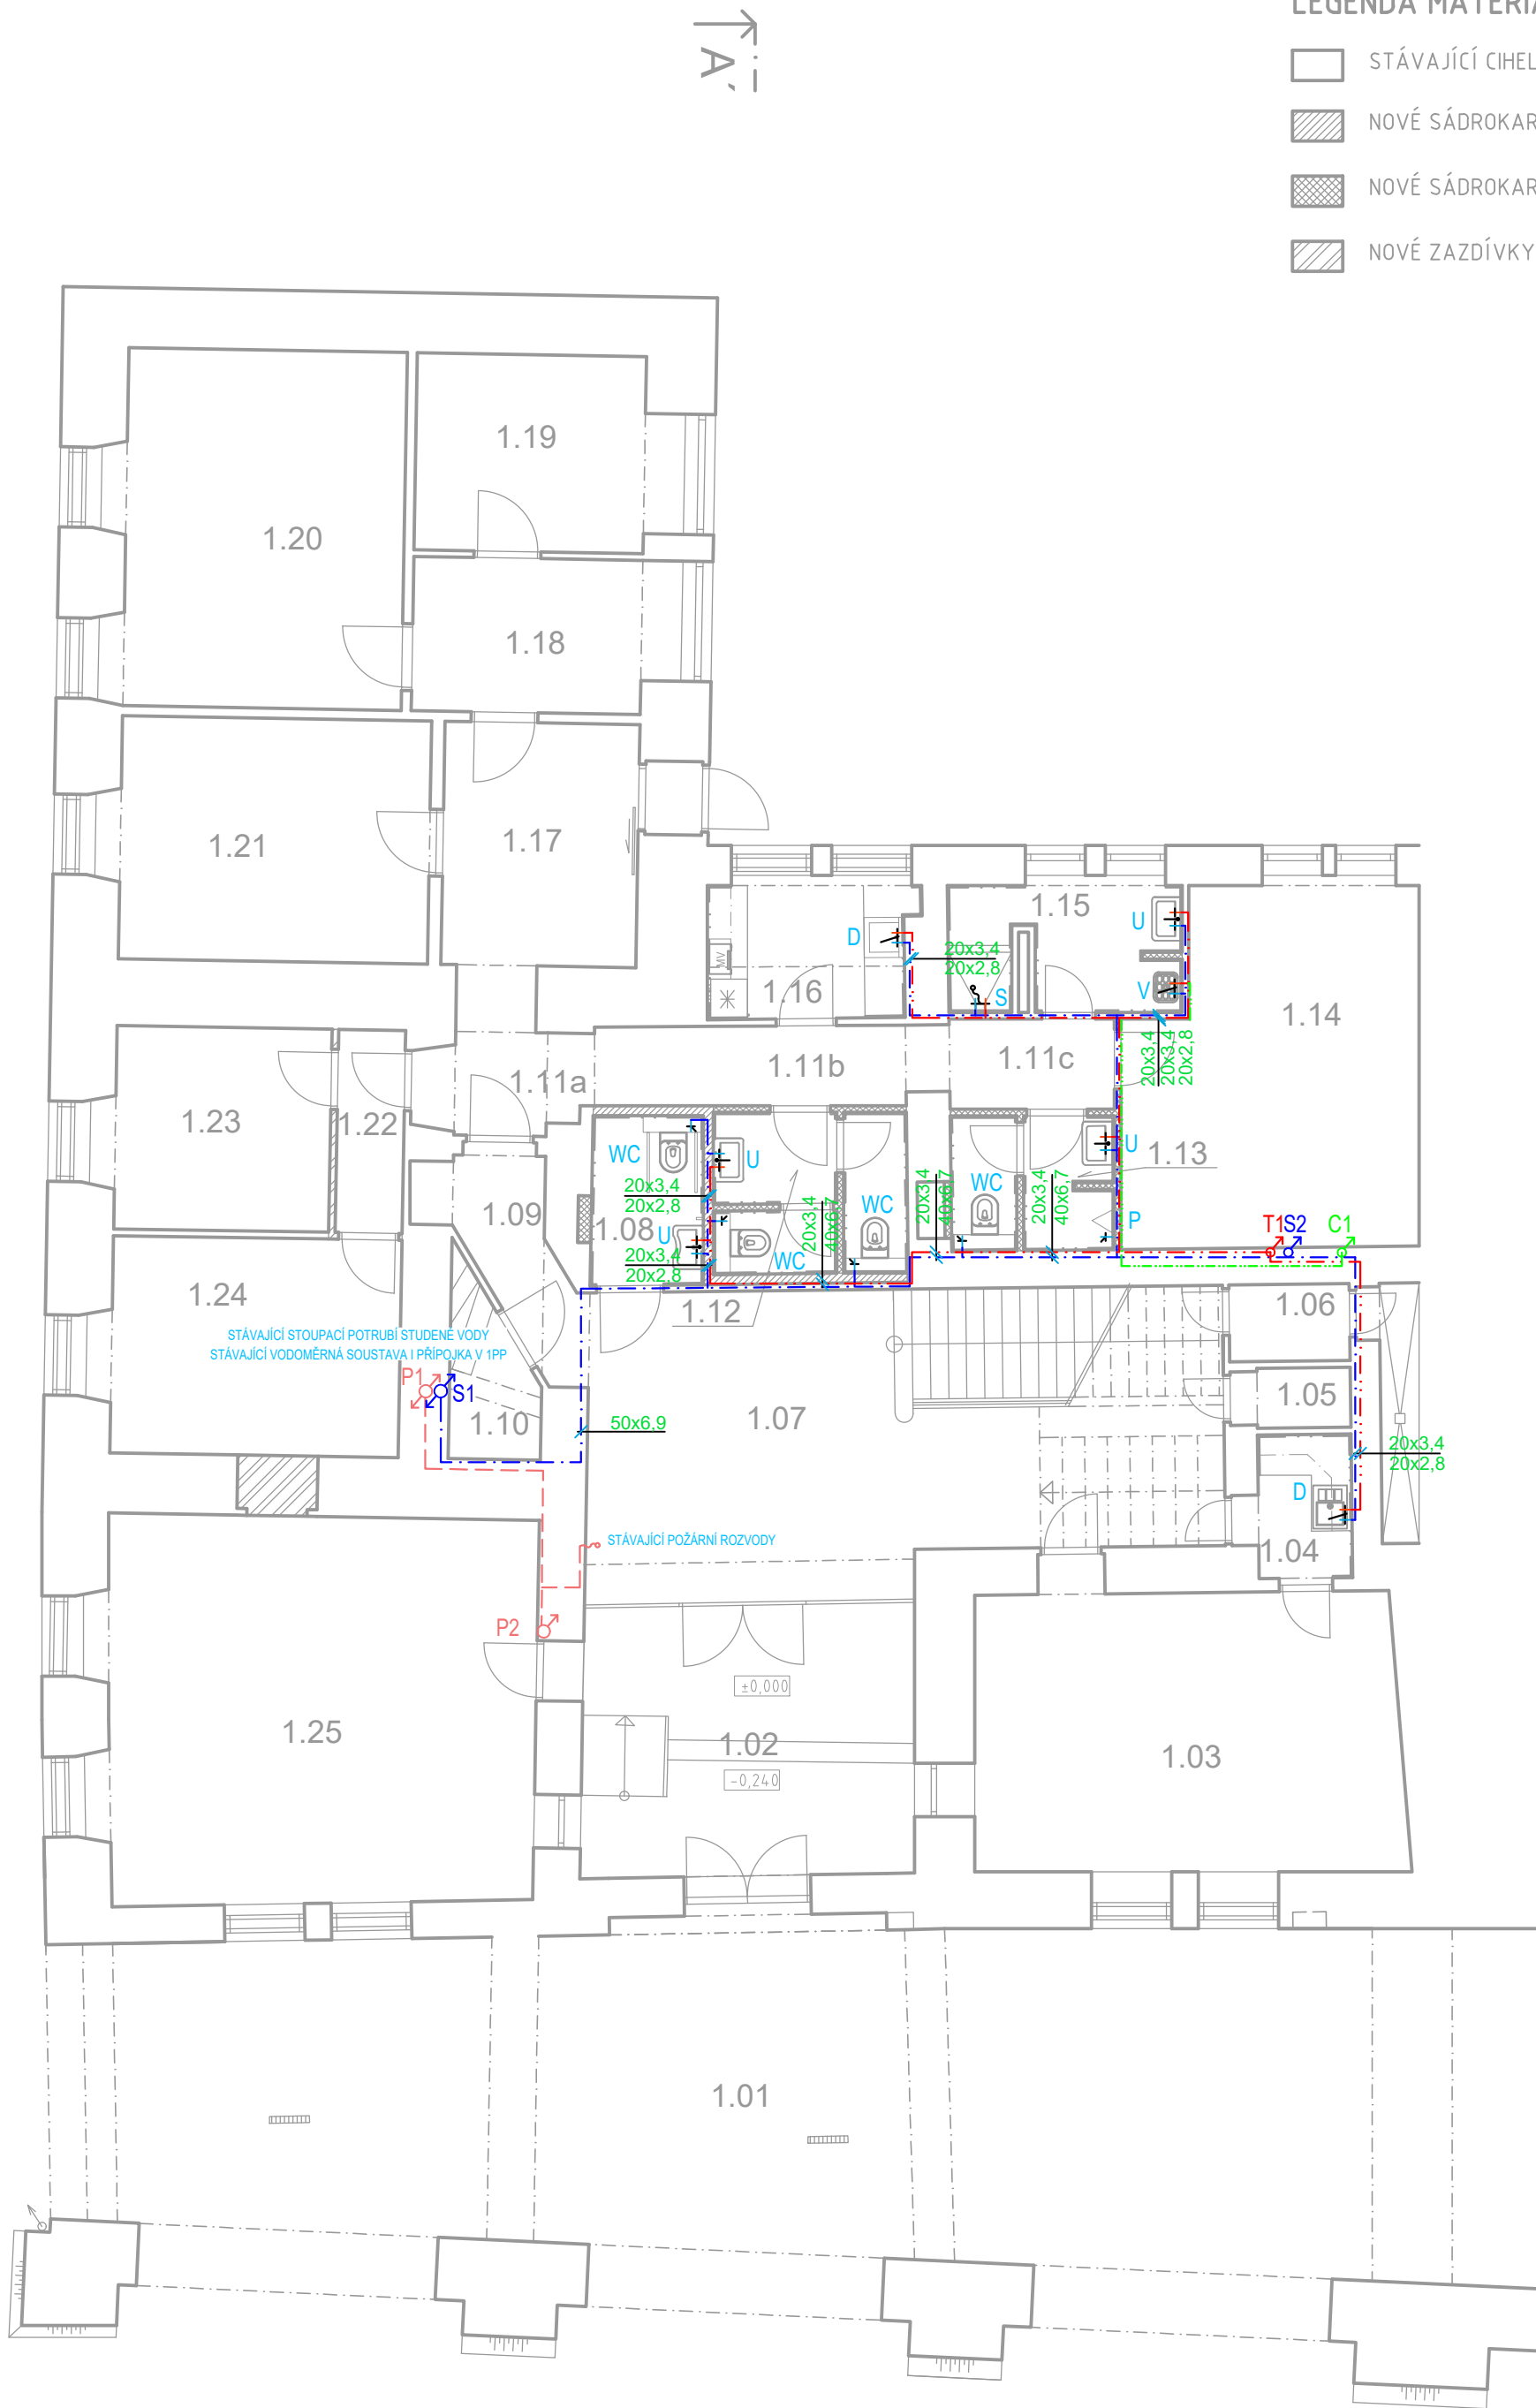 LEGENDA MATERIÁ
STÁVAJÍCÍ CIHEL
NOVÉ SÁDROKAR
NOVÉ SÁDROKAR
NOVÉ ZAZDÍVKY
A´
1.19
1.20
1.18
1.17
1.21
1.15
U
D
20x3,4
20x2,8
MV
1.16
S
V
1.14
20x3,4
20x3,4
20x2,8
1.11a
1.11b
1.11c
1.23
1.22
WC
U
U
1.13
20x3,4
20x2,8
WC
WC
20x3,4
40x6,7
20x3,4
40x6,7
20x3,4
40x6,7
P
1.09
1.08
U
WC
20x3,4
20x2,8
T1
S2
C1
1.24
1.12
1.06
STÁVAJÍCÍ STOUPACÍ POTRUBÍ STUDENÉ VODY
STÁVAJÍCÍ VODOMĚRNÁ SOUSTAVA I PŘÍPOJKA V 1PP
P1
S1
1.10
50x6,9
1.07
1.05
20x3,4
20x2,8
D
STÁVAJÍCÍ POŽÁRNÍ ROZVODY
1.04
P2
±0,000
1.25
1.02
1.03
-0,240
1.01